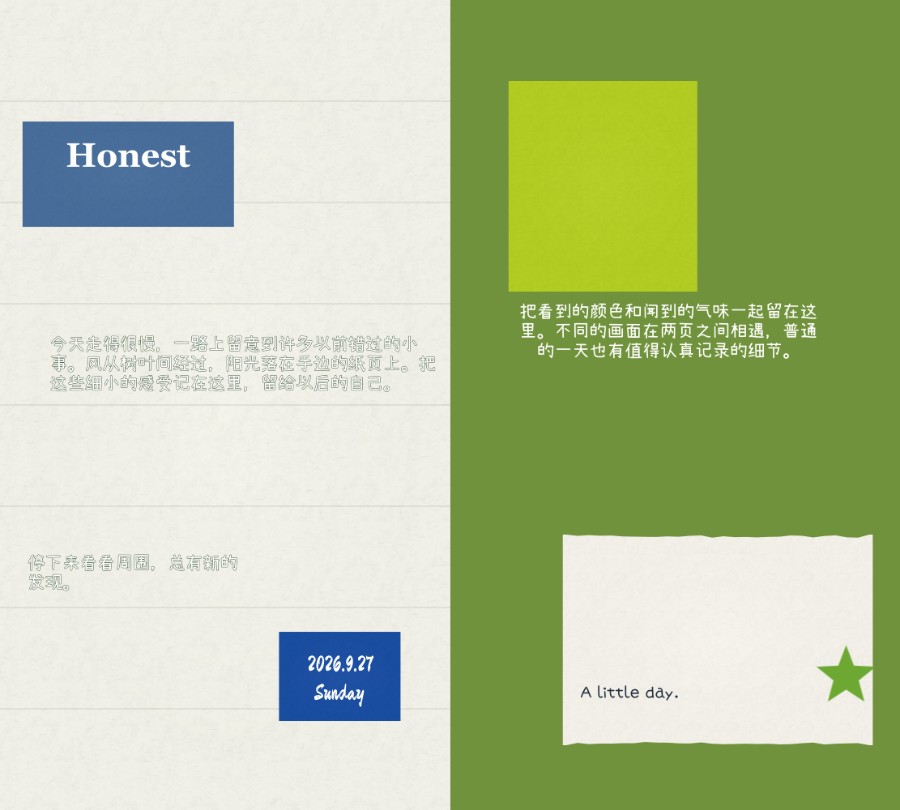 Honest
今天走得很慢，一路上留意到许多以前错过的小
事。风从树叶间经过，阳光落在手边的纸页上。把
这些细小的感受记在这里，留给以后的自己。
停下来看看周围，总有新的
发现。
2026.9.27
Sunday
把看到的颜色和闻到的气味一起留在这
里。不同的画面在两页之间相遇，普通
的一天也有值得认真记录的细节。
A little day.